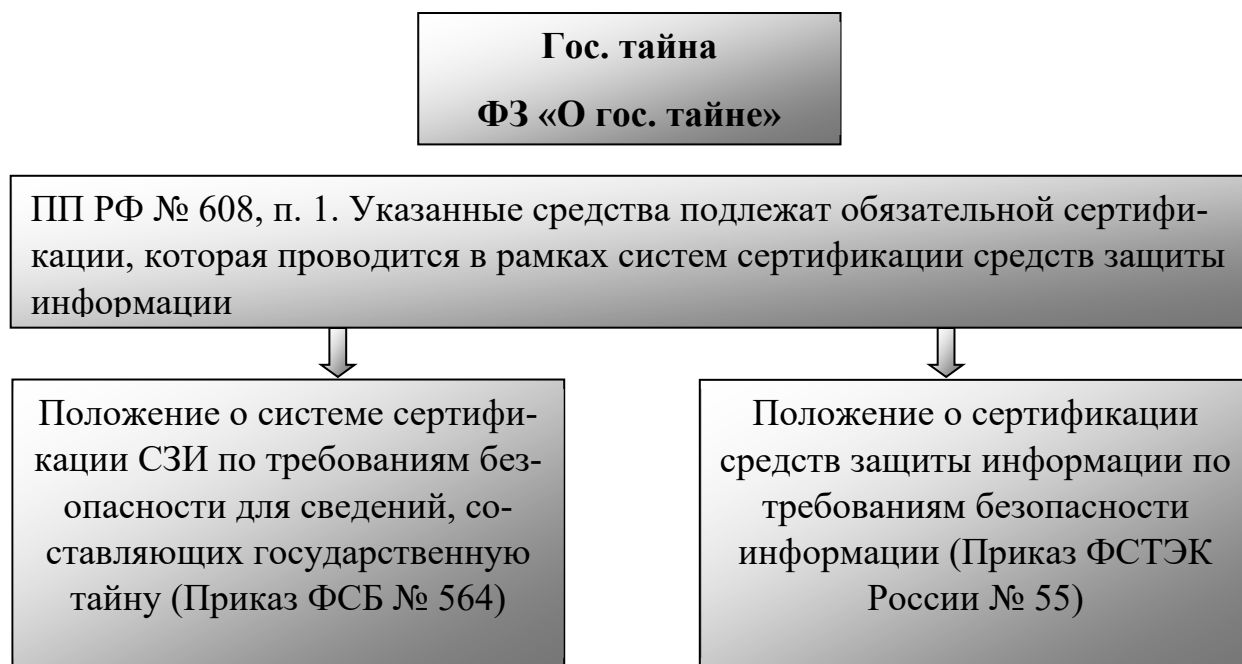 Гос. тайна
ФЗ «О гос. тайне»
ПП РФ № 608, п. 1. Указанные средства подлежат обязательной сертифи-
кации, которая проводится в рамках систем сертификации средств защиты
информации
Положение о системе сертифи-
кации СЗИ по требованиям без-
опасности для сведений, со-
ставляющих государственную
тайну (Приказ ФСБ № 564)
Положение о сертификации
средств защиты информации по
требованиям безопасности
информации (Приказ ФСТЭК
России № 55)